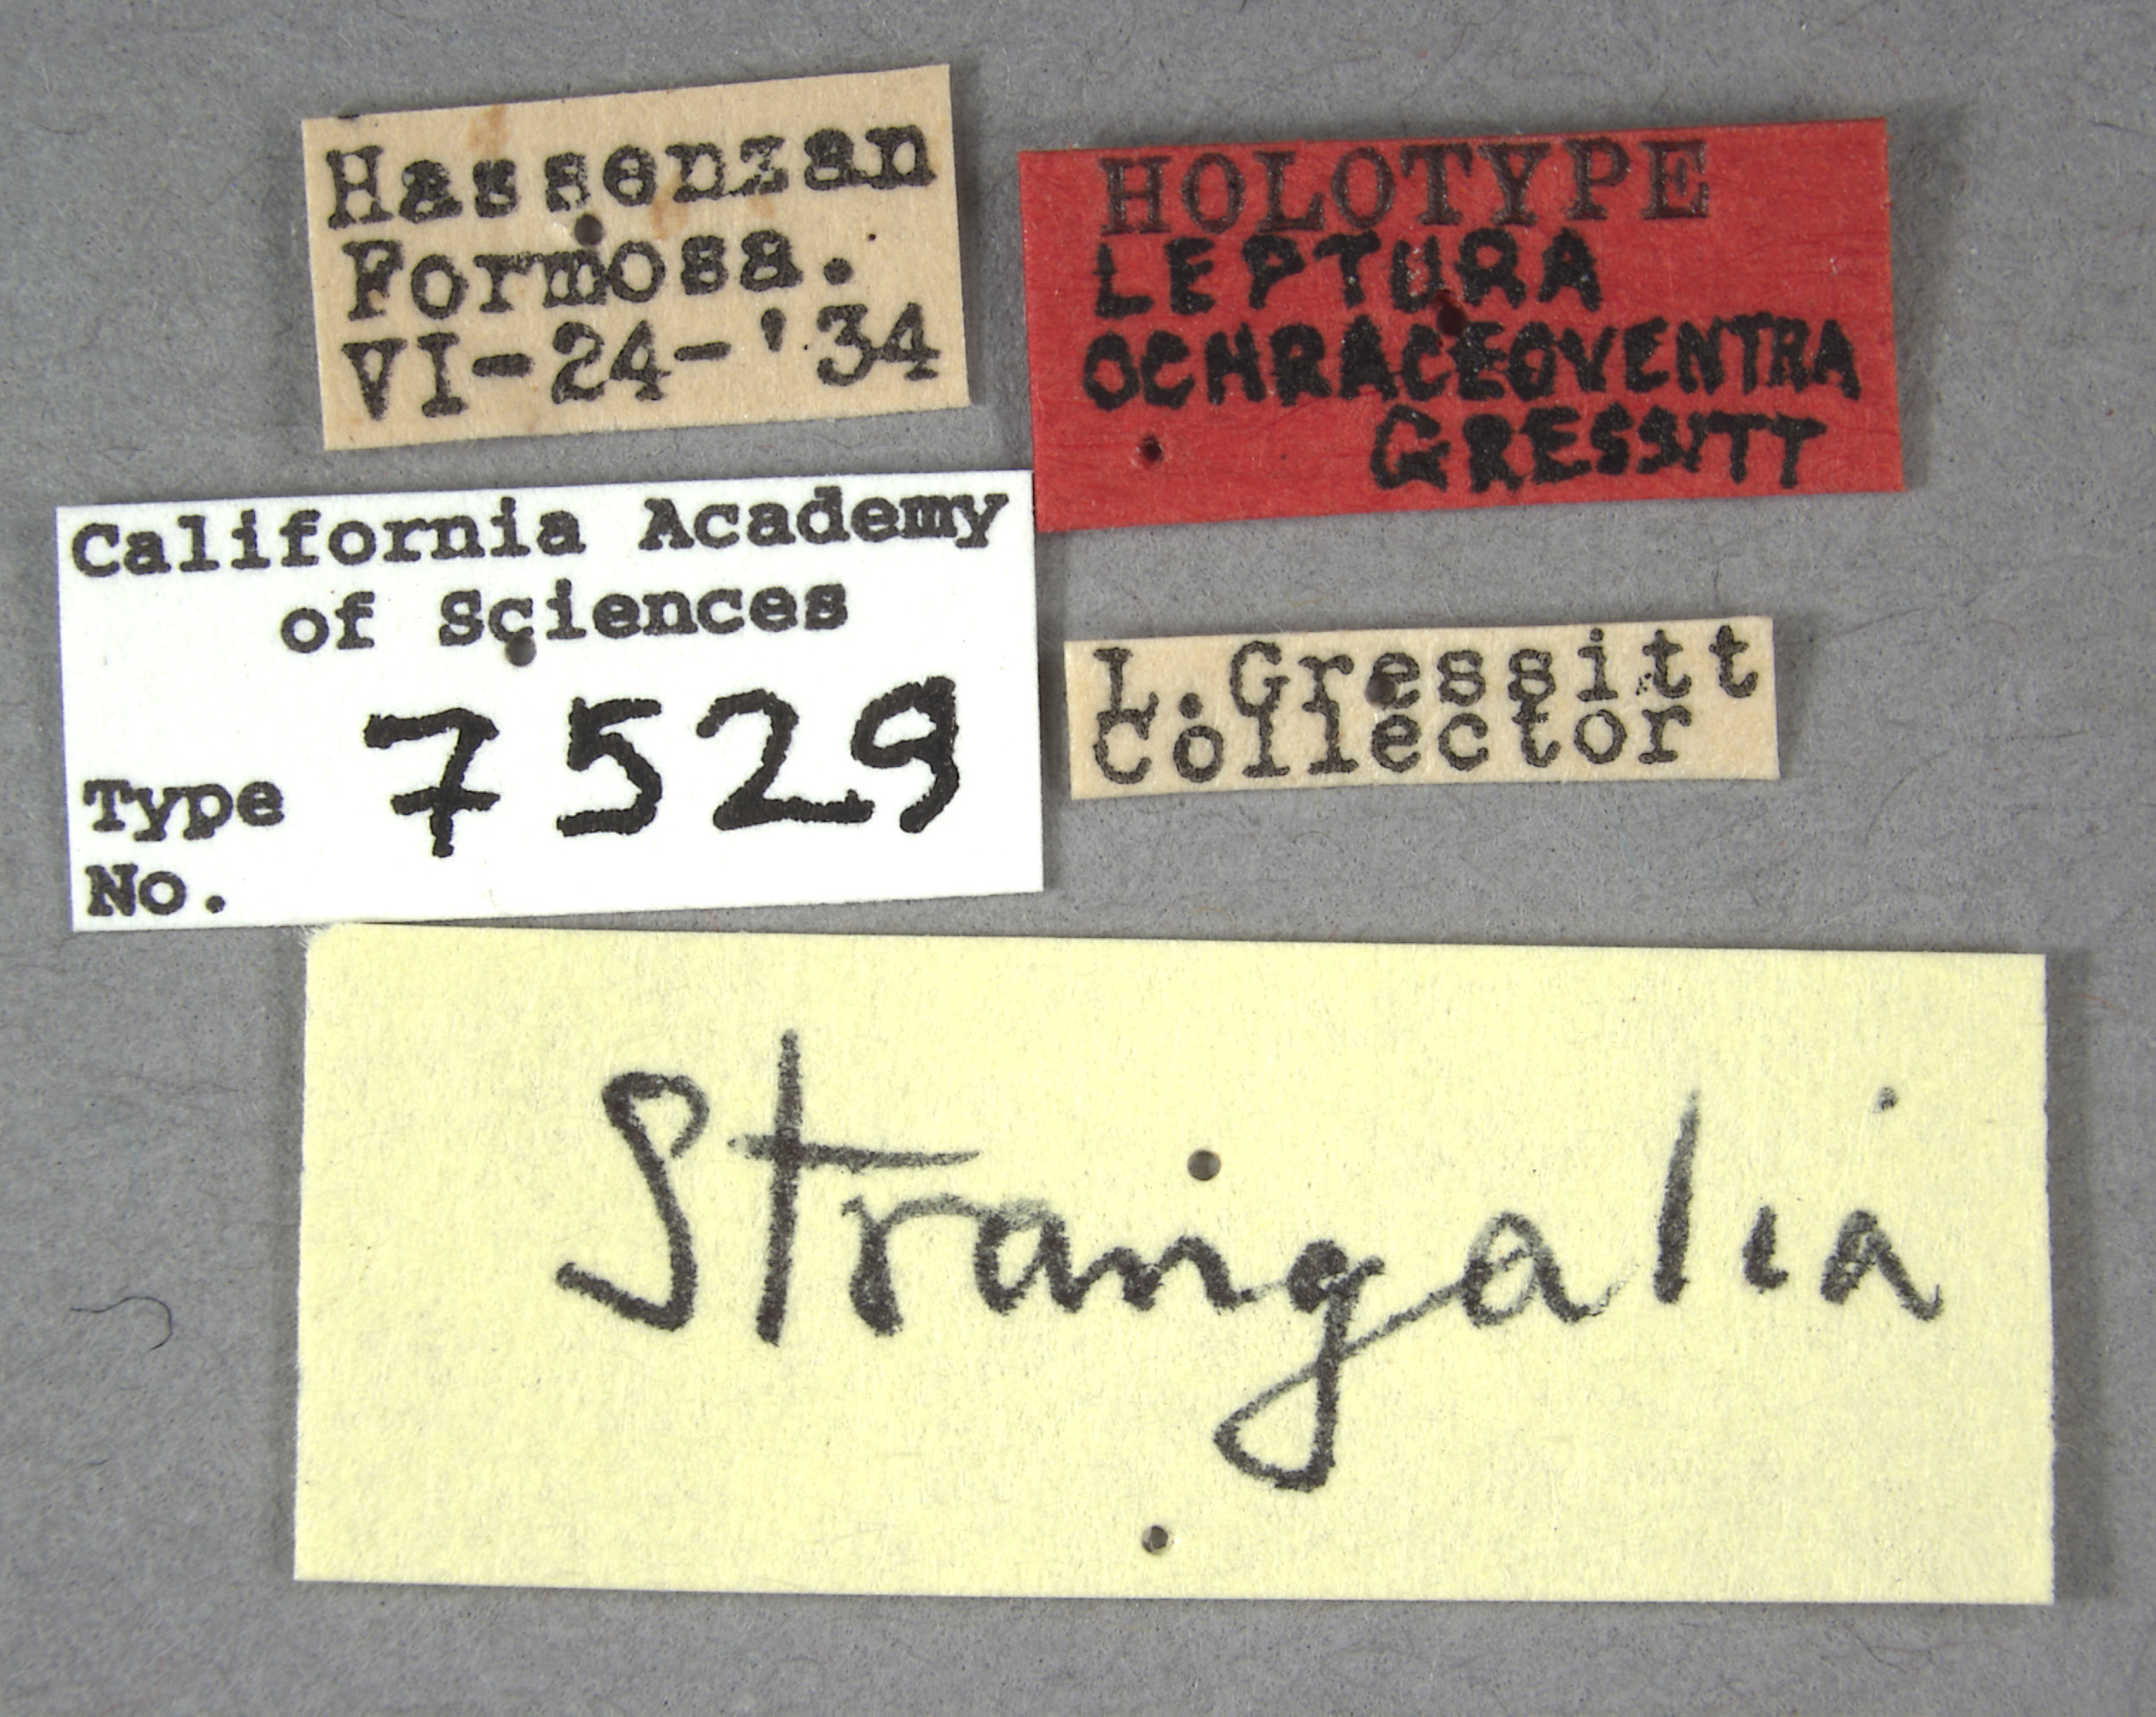 Hassenzan
Formosa.
VI-24-'34
HOLOTYPE
LEPTURA
OCHRACEOVENTRA
GRESSITT
California Academy
of Sciences
Type 7529
No.
L.Gressitt
Collector
Strangalia